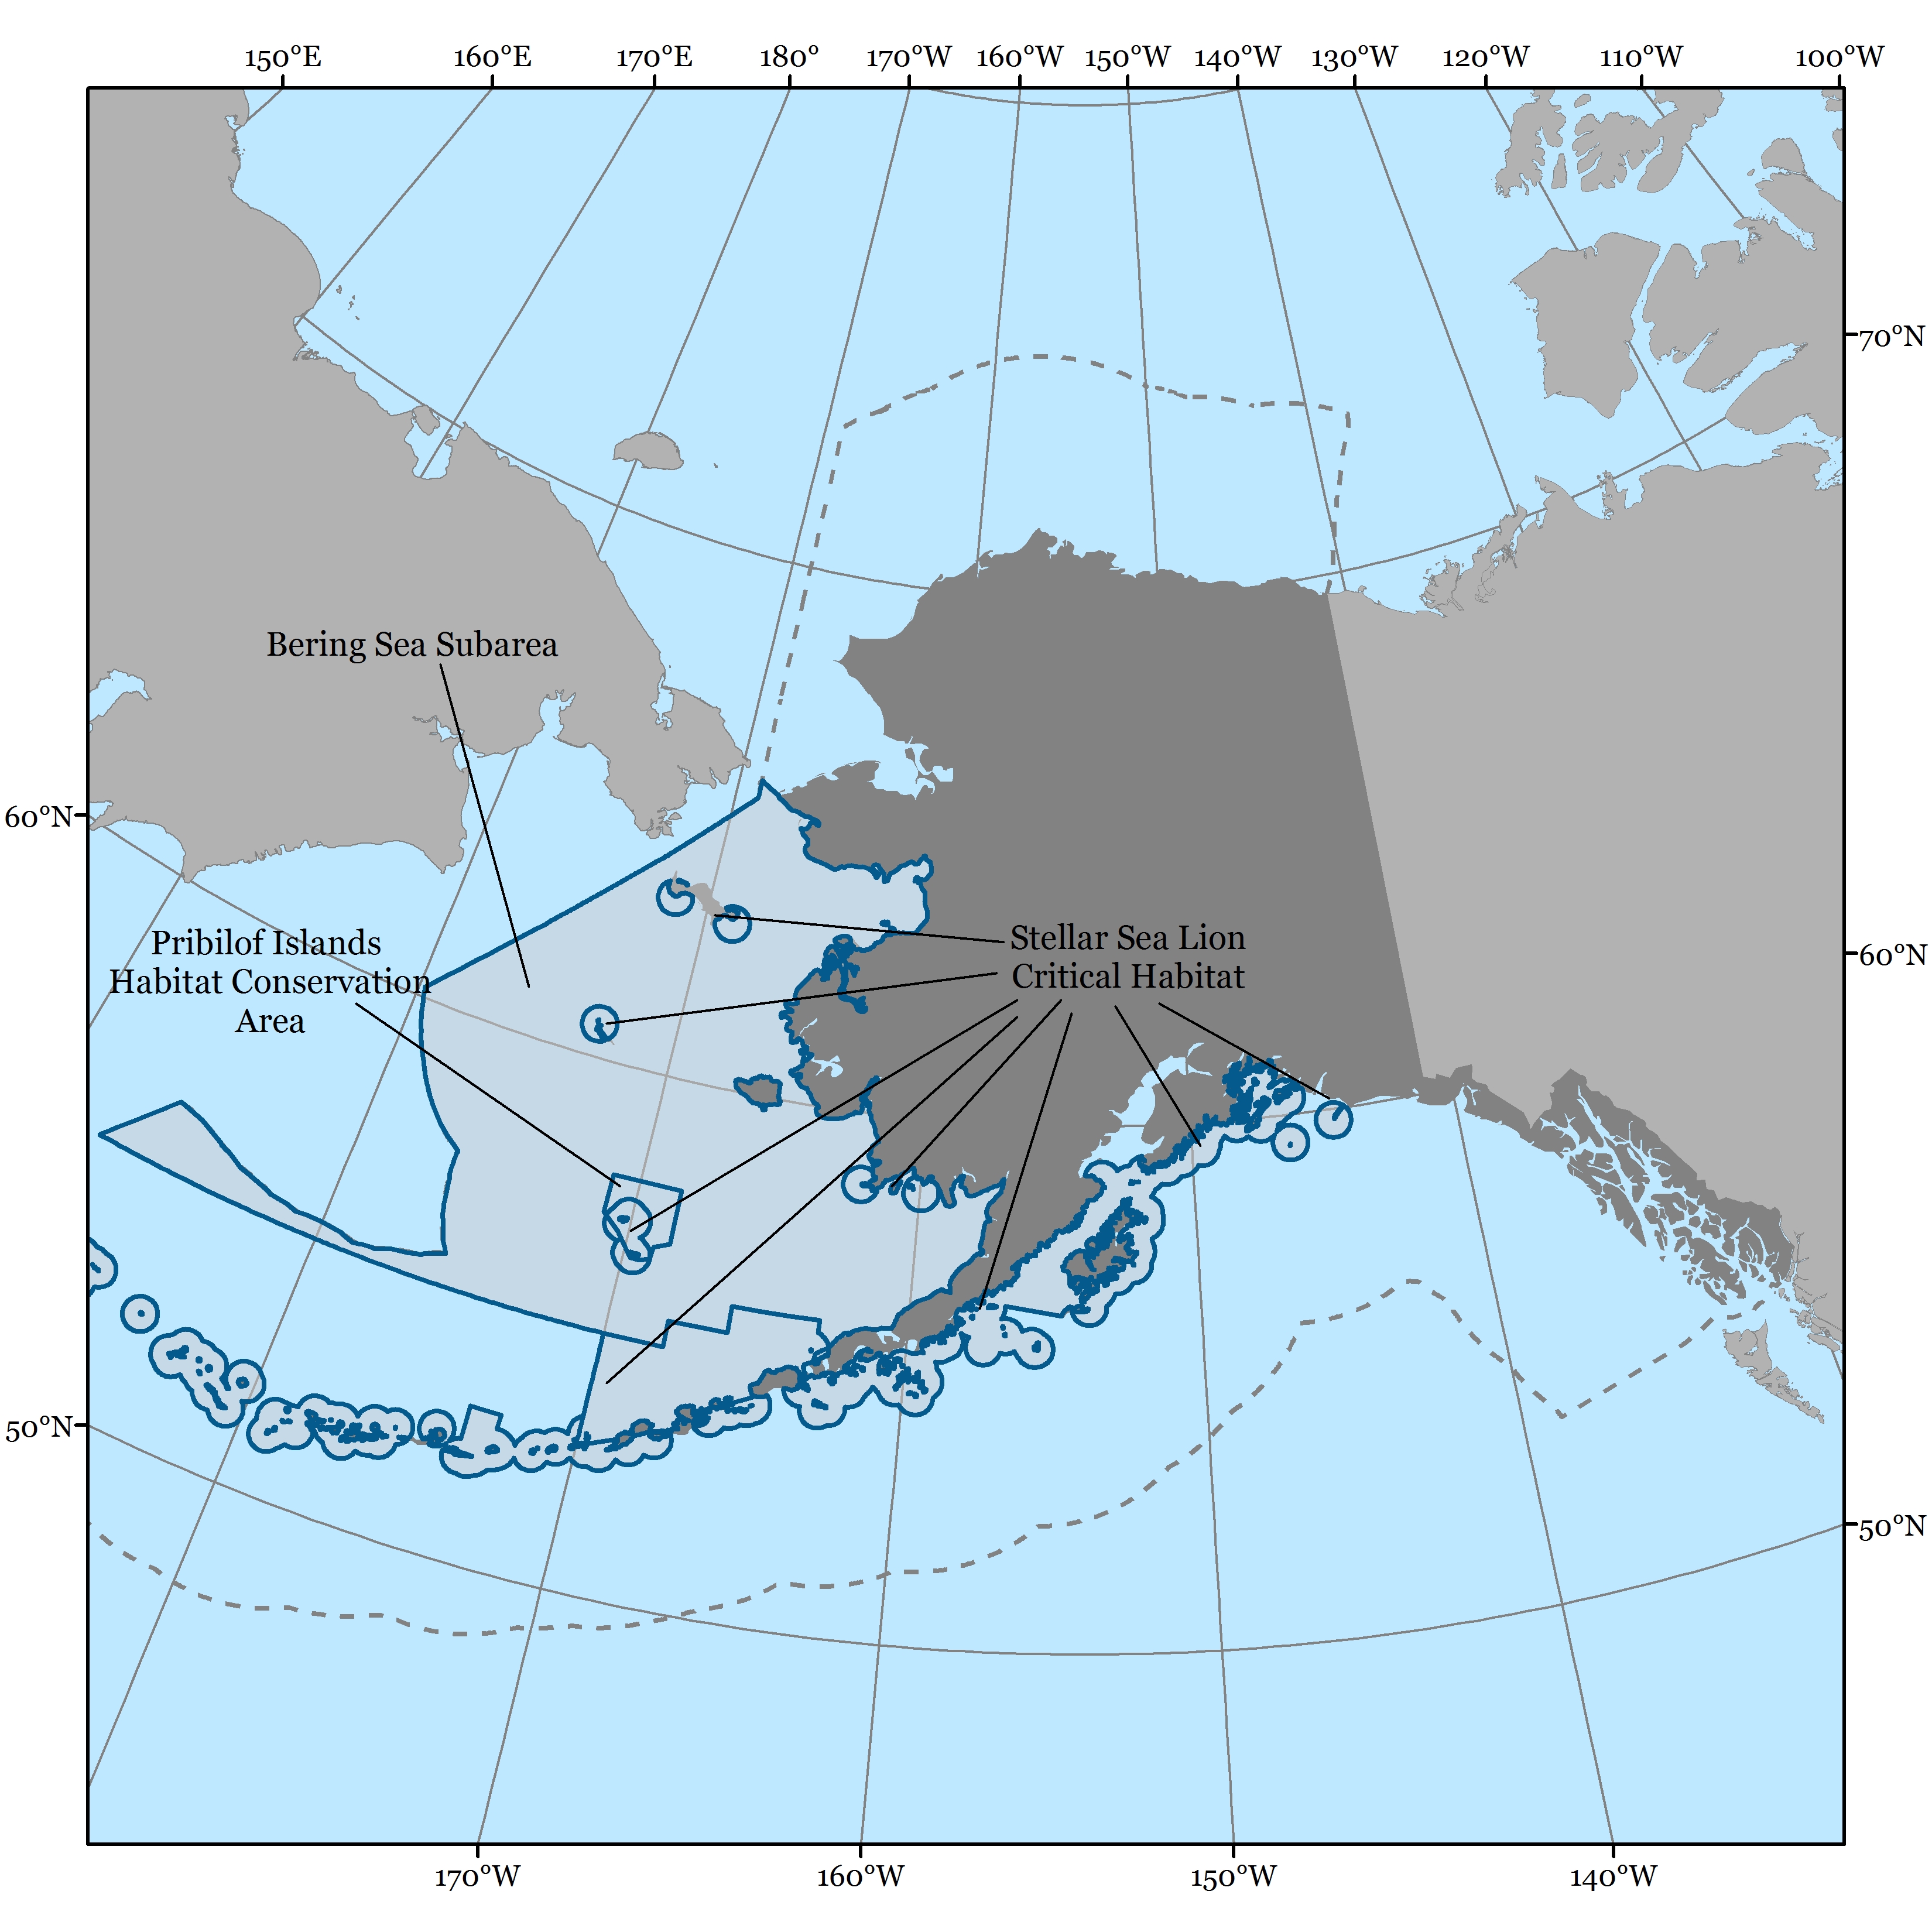 150°E 160°E 170°E 180° 170°W 160°W 150°W 140°W 130°W 120°W 110°W 100°W
70°N
Bering Sea Subarea
60°N
Pribilof Islands
Habitat Conservation
Area
Stellar Sea Lion
Critical Habitat
60°N
50°N
50°N
170°W 160°W 150°W 140°W